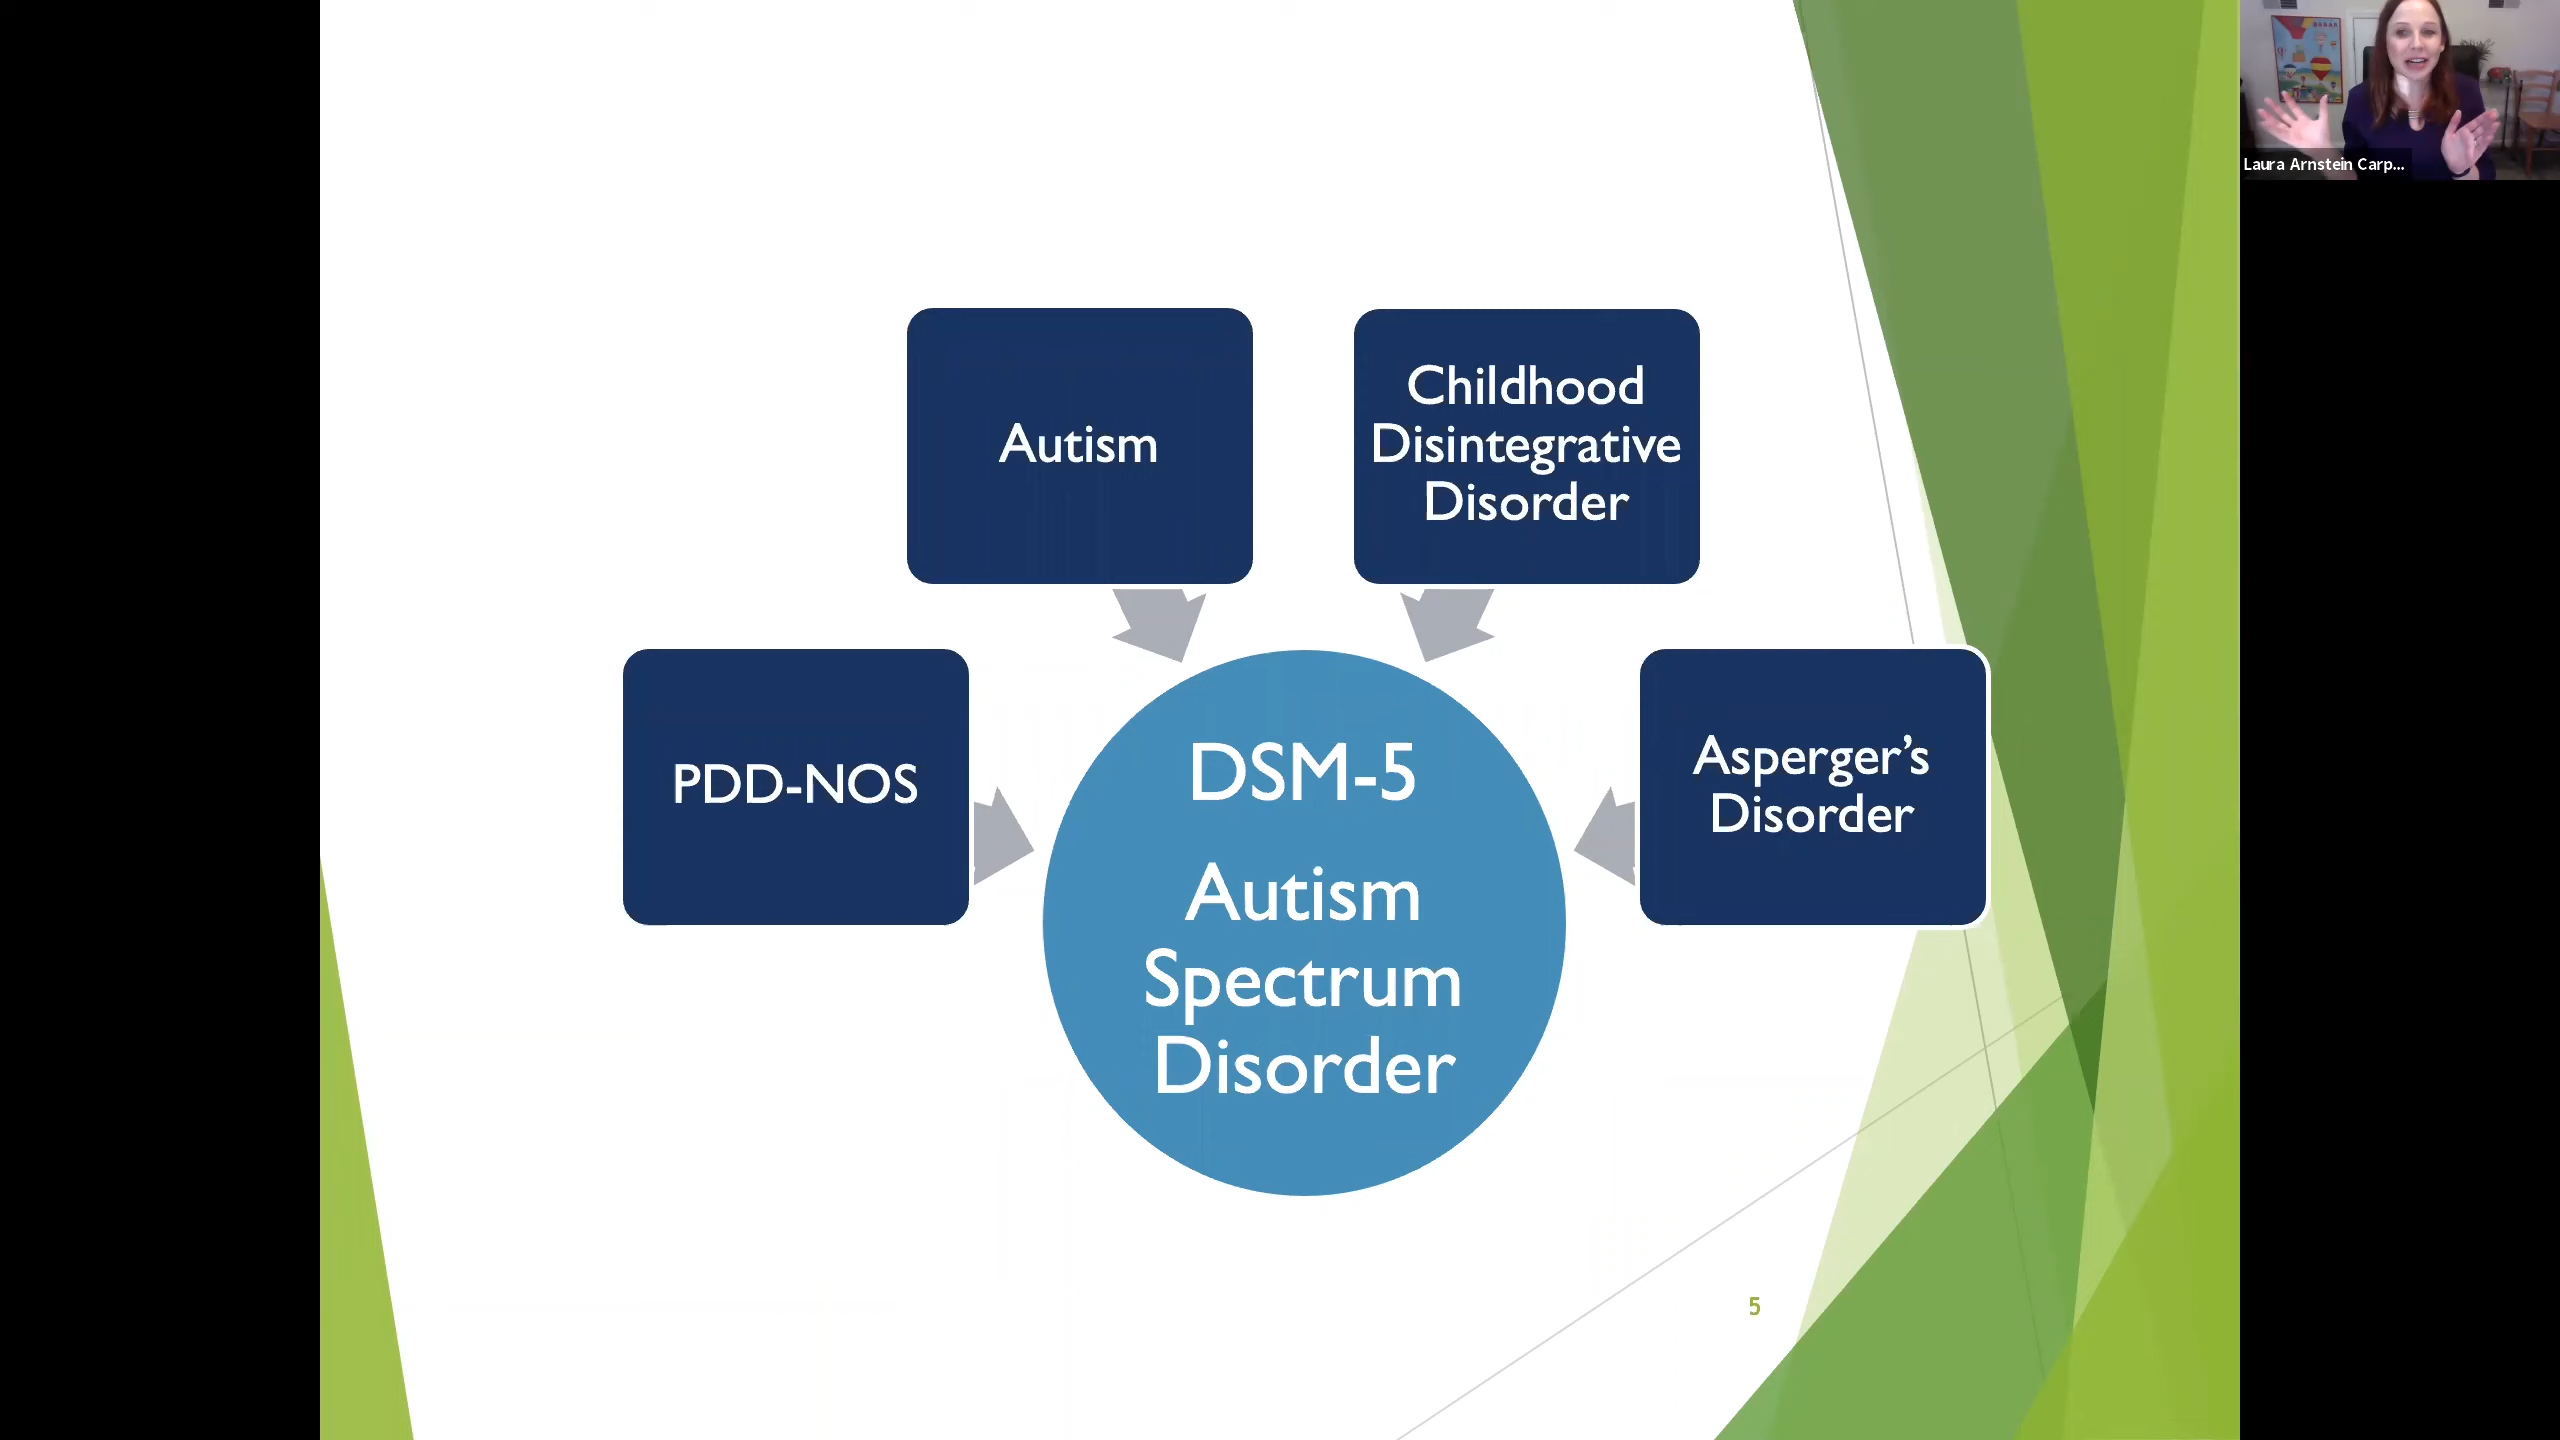 Laura Arnstein Carp...
Autism
Childhood
Disintegrative
Disorder
PDD-NOS
Asperger’s
Disorder
DSM-5
Autism
Spectrum
Disorder
5